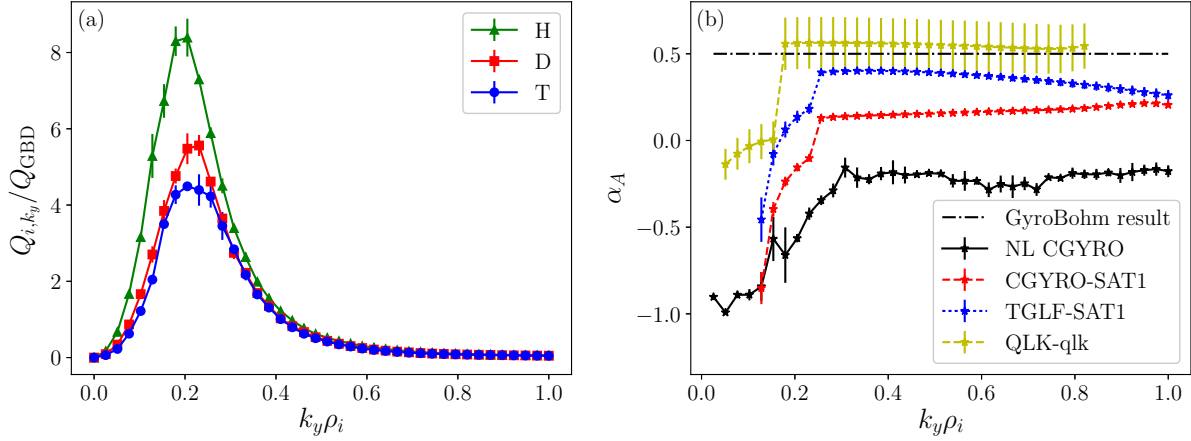 (a)
H
D
T
8
6
4
2
0
0.0 0.2 0.4 0.6 0.8 1.0
k_yρ_i
Q_{i,k_y}/Q_GBD
(b)
0.5
0.0
−0.5
−1.0
α_A
GyroBohm result
NL CGYRO
CGYRO-SAT1
TGLF-SAT1
QLK-qlk
0.0 0.2 0.4 0.6 0.8 1.0
k_yρ_i